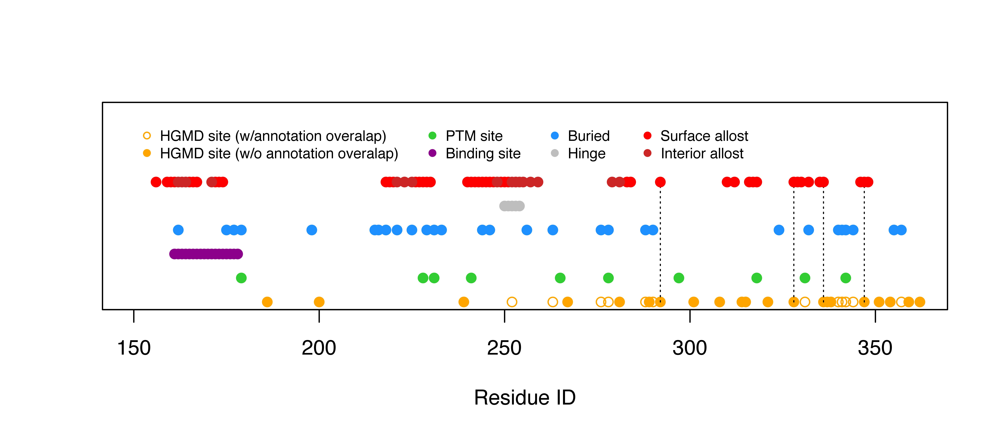 HGMD site (w/annotation overalap)
HGMD site (w/o annotation overalap)
PTM site
Binding site
Buried
Hinge
Surface allost
Interior allost
150 200 250 300 350
Residue ID